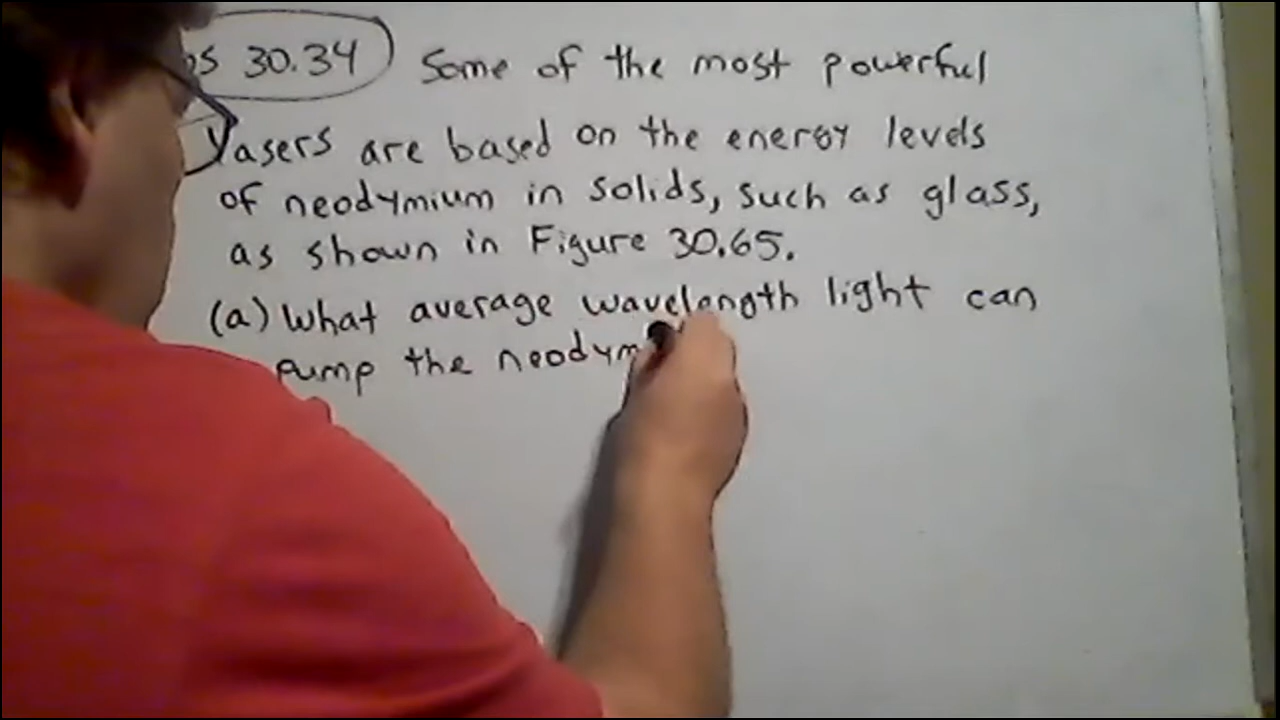 30.34 Some of the most powerful
lasers are based on the energy levels
of neodymium in solids, such as glass,
as shown in Figure 30.65.
(a) What average wavelength light can
pump the neodym